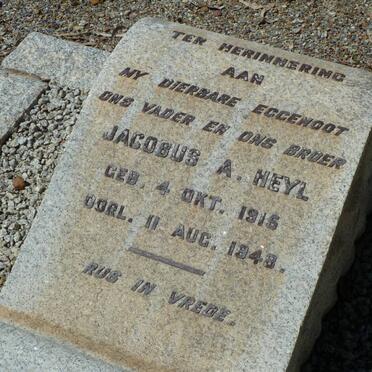 TER HERINNERING
AAN
MY DIERBARE EGGENOOT
ONS VADER EN ONS BROER
JACOBUS A. HEYL
GEB. 4 OKT. 1916
OORL. 11 AUG. 1949.
RUS IN VREDE.